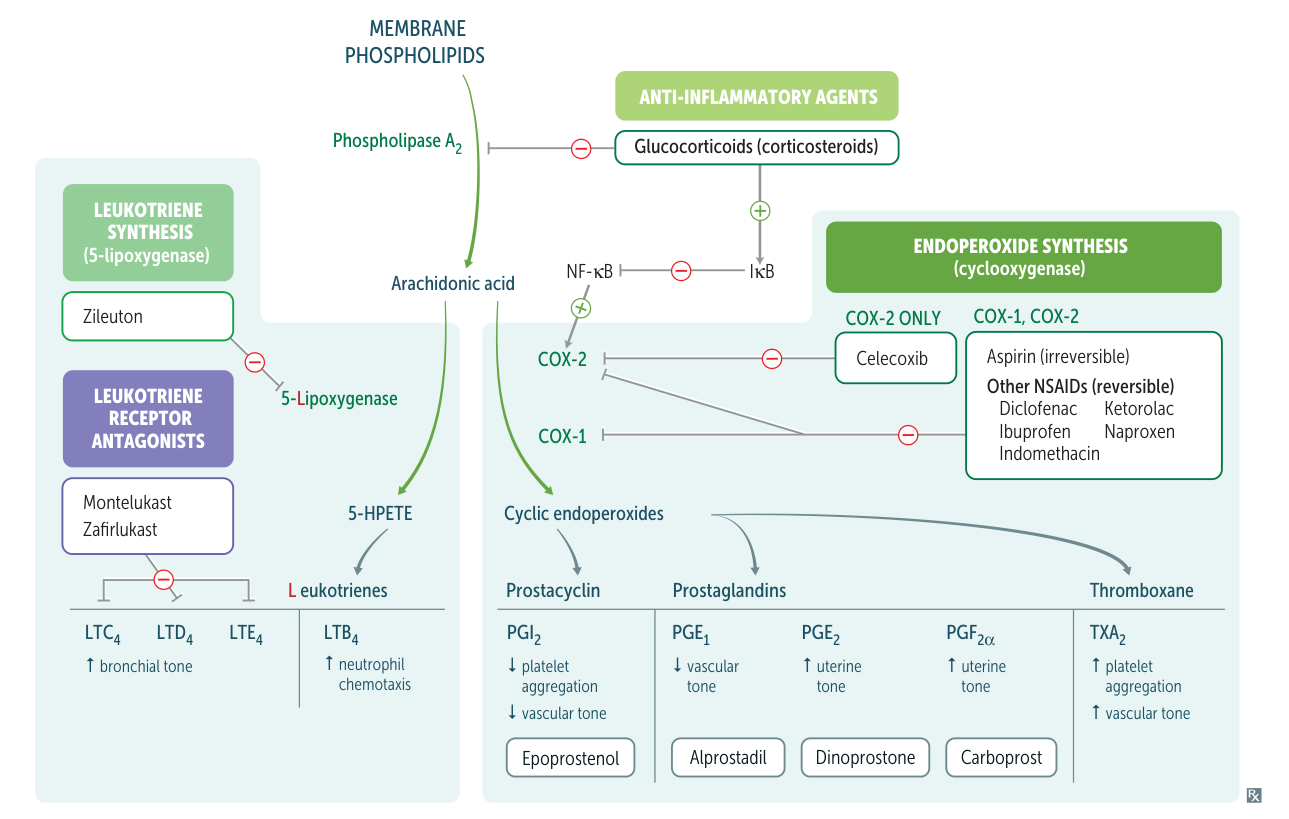 MEMBRANE
PHOSPHOLIPIDS
ANTI-INFLAMMATORY AGENTS
Phospholipase A2
Glucocorticoids (corticosteroids)
LEUKOTRIENE
SYNTHESIS
(5-lipoxygenase)
Zileuton
LEUKOTRIENE
RECEPTOR
ANTAGONISTS
Montelukast
Zafirlukast
Arachidonic acid
NF-κB
IκB
ENDOPEROXIDE SYNTHESIS
(cyclooxygenase)
COX-2 ONLY
Celecoxib
COX-1, COX-2
Aspirin (irreversible)
Other NSAIDs (reversible)
Diclofenac Ketorolac
Ibuprofen Naproxen
Indomethacin
5-Lipoxygenase
COX-2
COX-1
5-HPETE
Cyclic endoperoxides
L eukotrienes
Prostacyclin
Prostaglandins
Thromboxane
LTC4 LTD4 LTE4
↑ bronchial tone
LTB4
↑ neutrophil
chemotaxis
PGI2
↓ platelet
aggregation
↓ vascular tone
Epoprostenol
PGE1
↓ vascular
tone
Alprostadil
PGE2
↑ uterine
tone
Dinoprostone
PGF2α
↑ uterine
tone
Carboprost
TXA2
↑ platelet
aggregation
↑ vascular tone
Rx